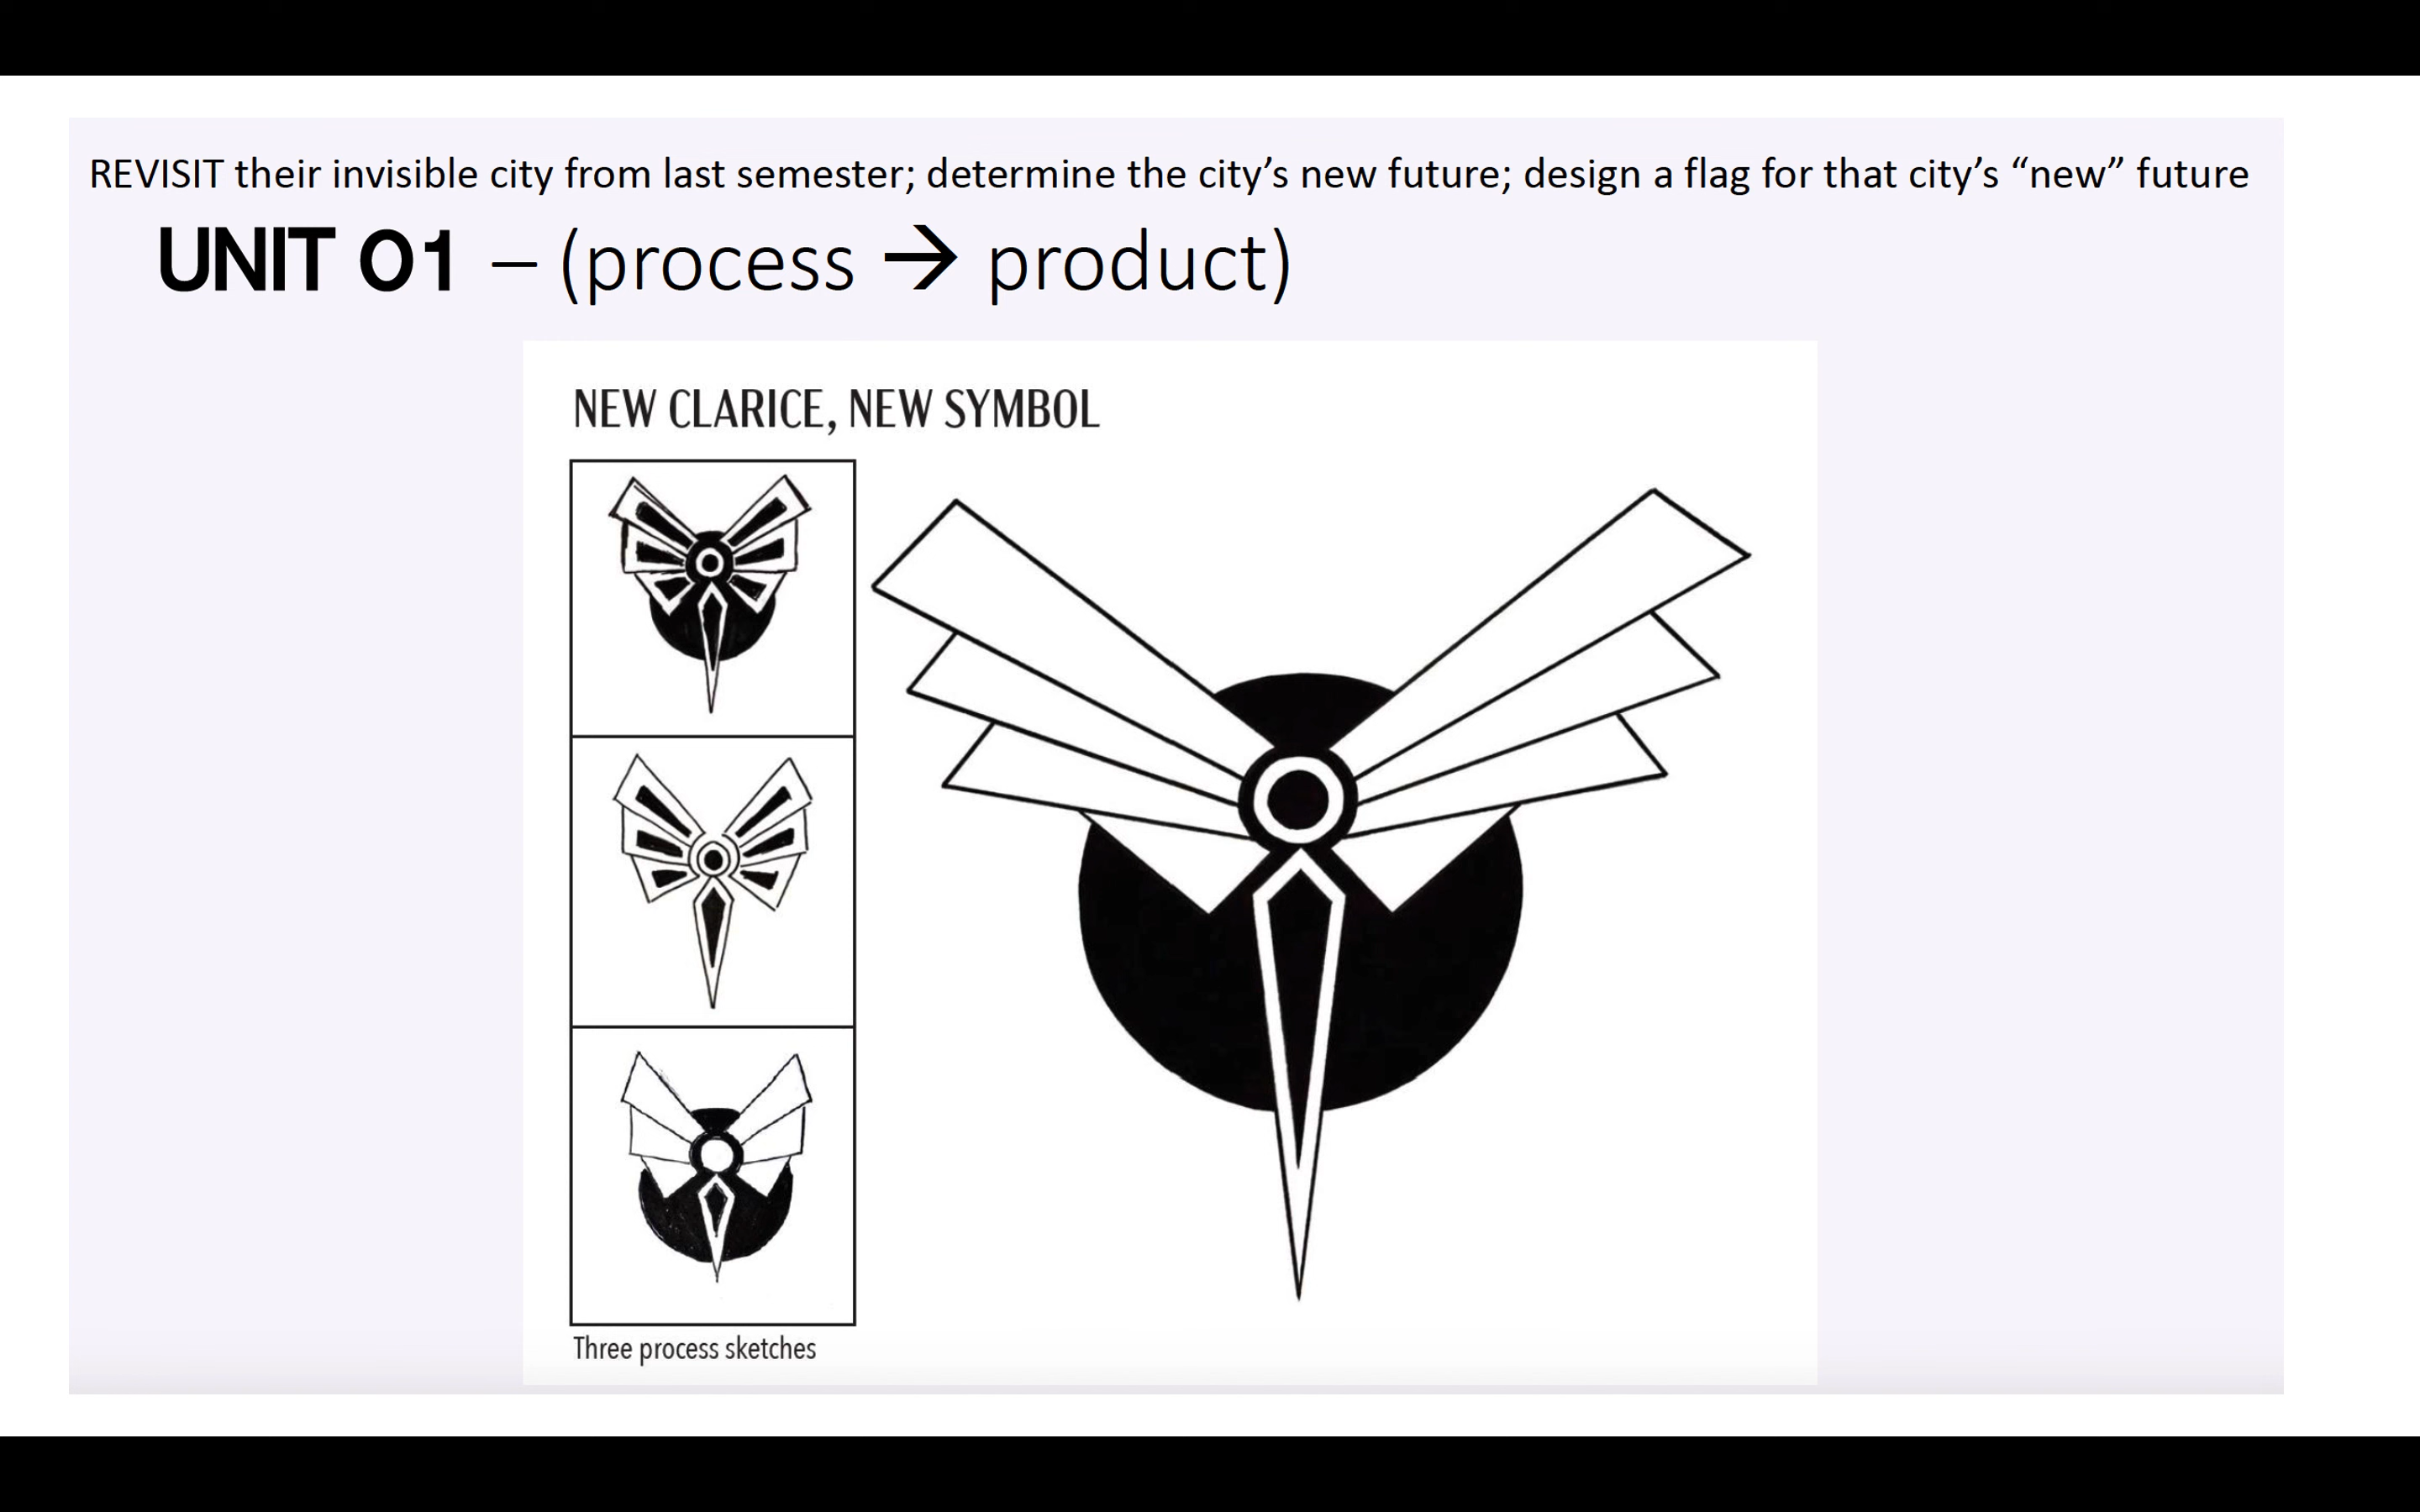 REVISIT their invisible city from last semester; determine the city’s new future; design a flag for that city’s “new” future
UNIT 01 – (process → product)
NEW CLARICE, NEW SYMBOL
Three process sketches